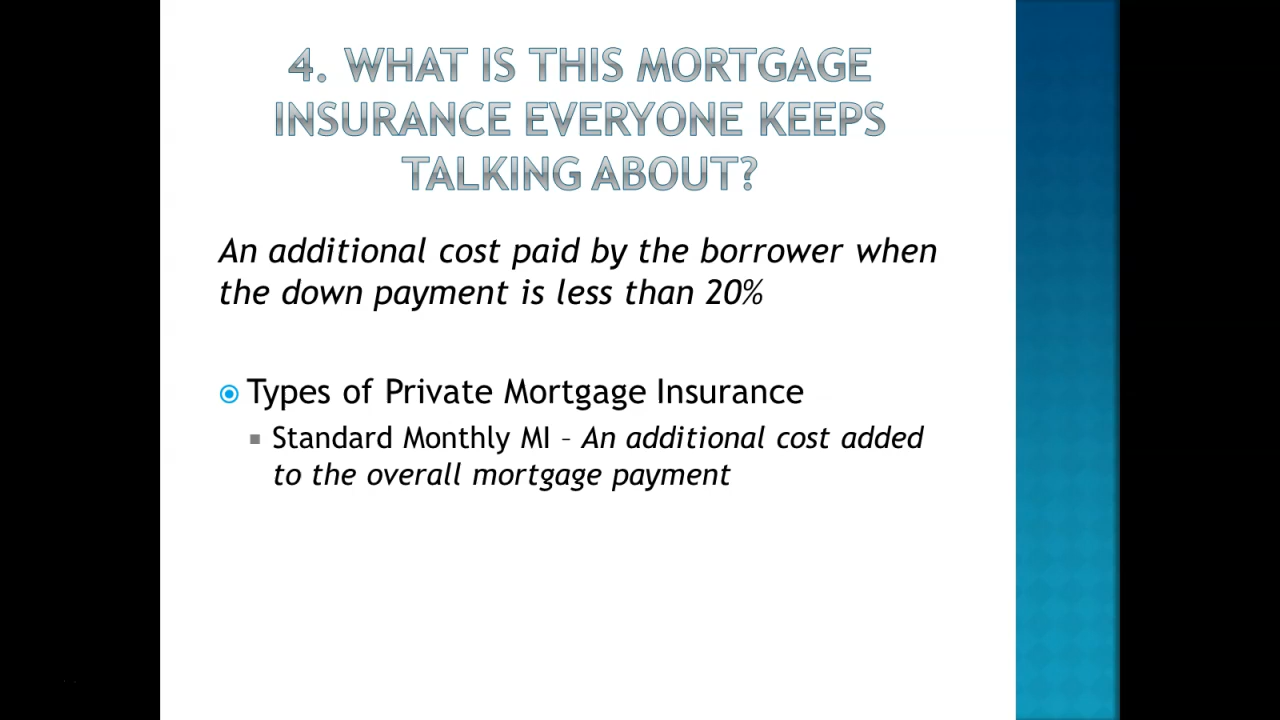 4. WHAT IS THIS MORTGAGE
INSURANCE EVERYONE KEEPS
TALKING ABOUT?
An additional cost paid by the borrower when
the down payment is less than 20%
Types of Private Mortgage Insurance
Standard Monthly MI – An additional cost added
to the overall mortgage payment